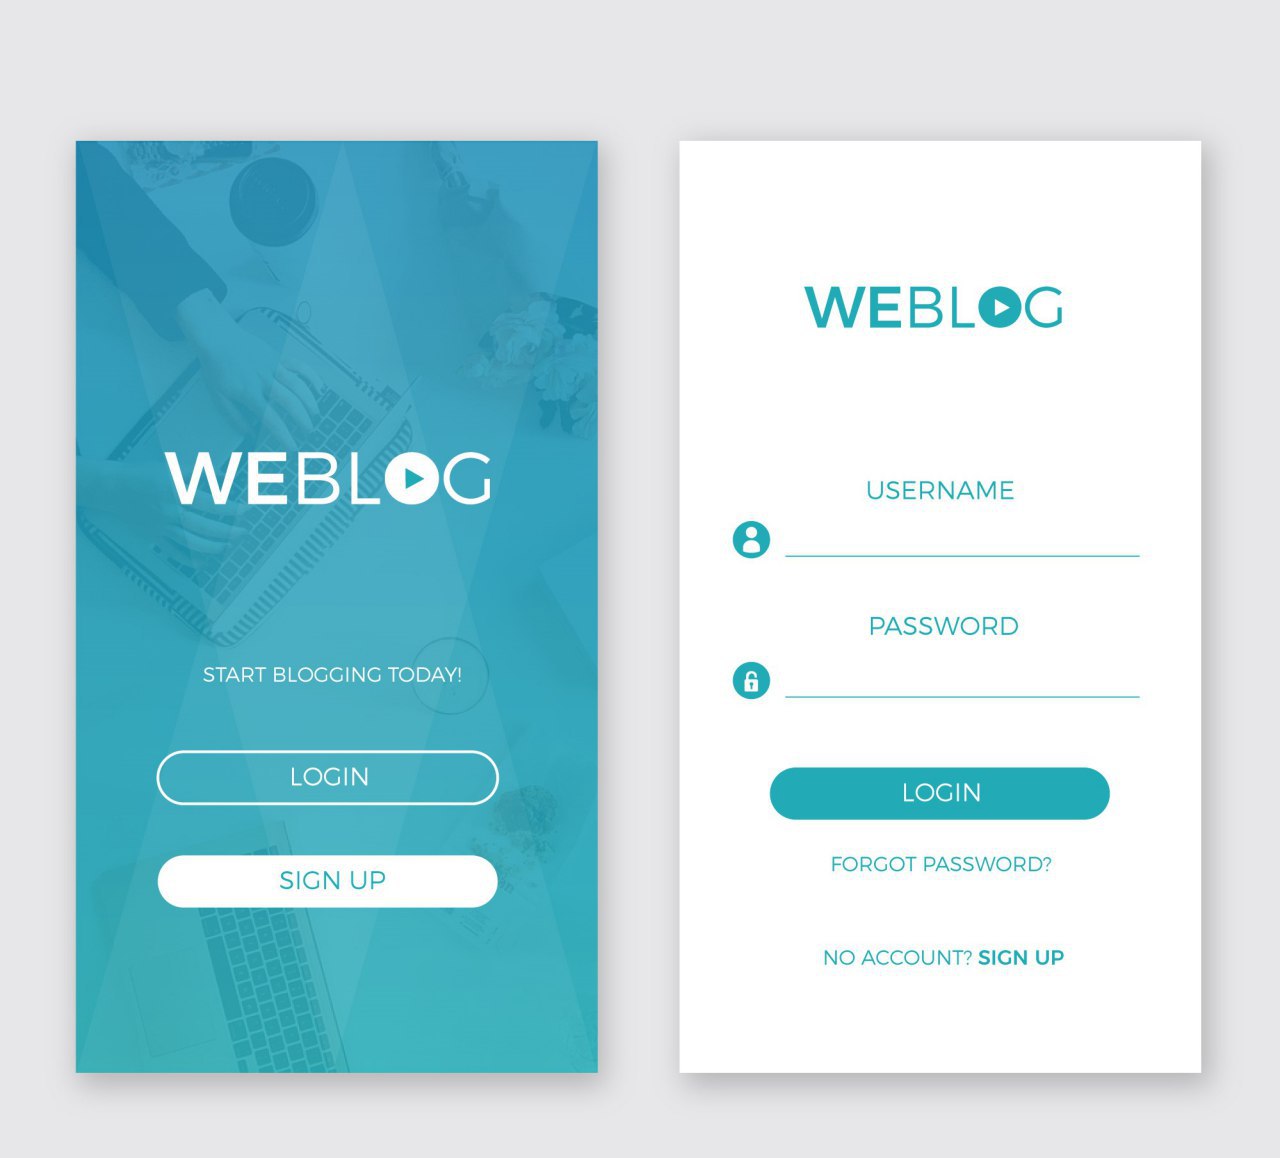 WEBLOG
START BLOGGING TODAY!
LOGIN
SIGN UP
WEBLOG
USERNAME
PASSWORD
LOGIN
FORGOT PASSWORD?
NO ACCOUNT? SIGN UP